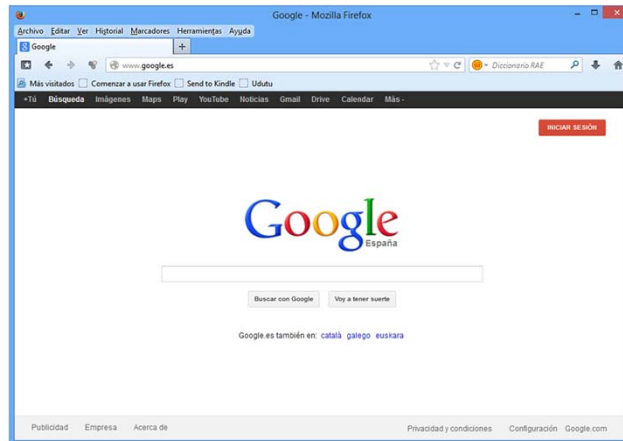 Google - Mozilla Firefox
Archivo Editar Ver Historial Marcadores Herramientas Ayuda
Google
www.google.es
Diccionario RAE
Más visitados Comenzar a usar Firefox Send to Kindle Udutu
+Tú Búsqueda Imágenes Maps Play YouTube Noticias Gmail Drive Calendar Más
INICIAR SESIÓN
Google
España
Buscar con Google Voy a tener suerte
Google.es también en: català galego euskara
Publicidad Empresa Acerca de Privacidad y condiciones Configuración Google.com